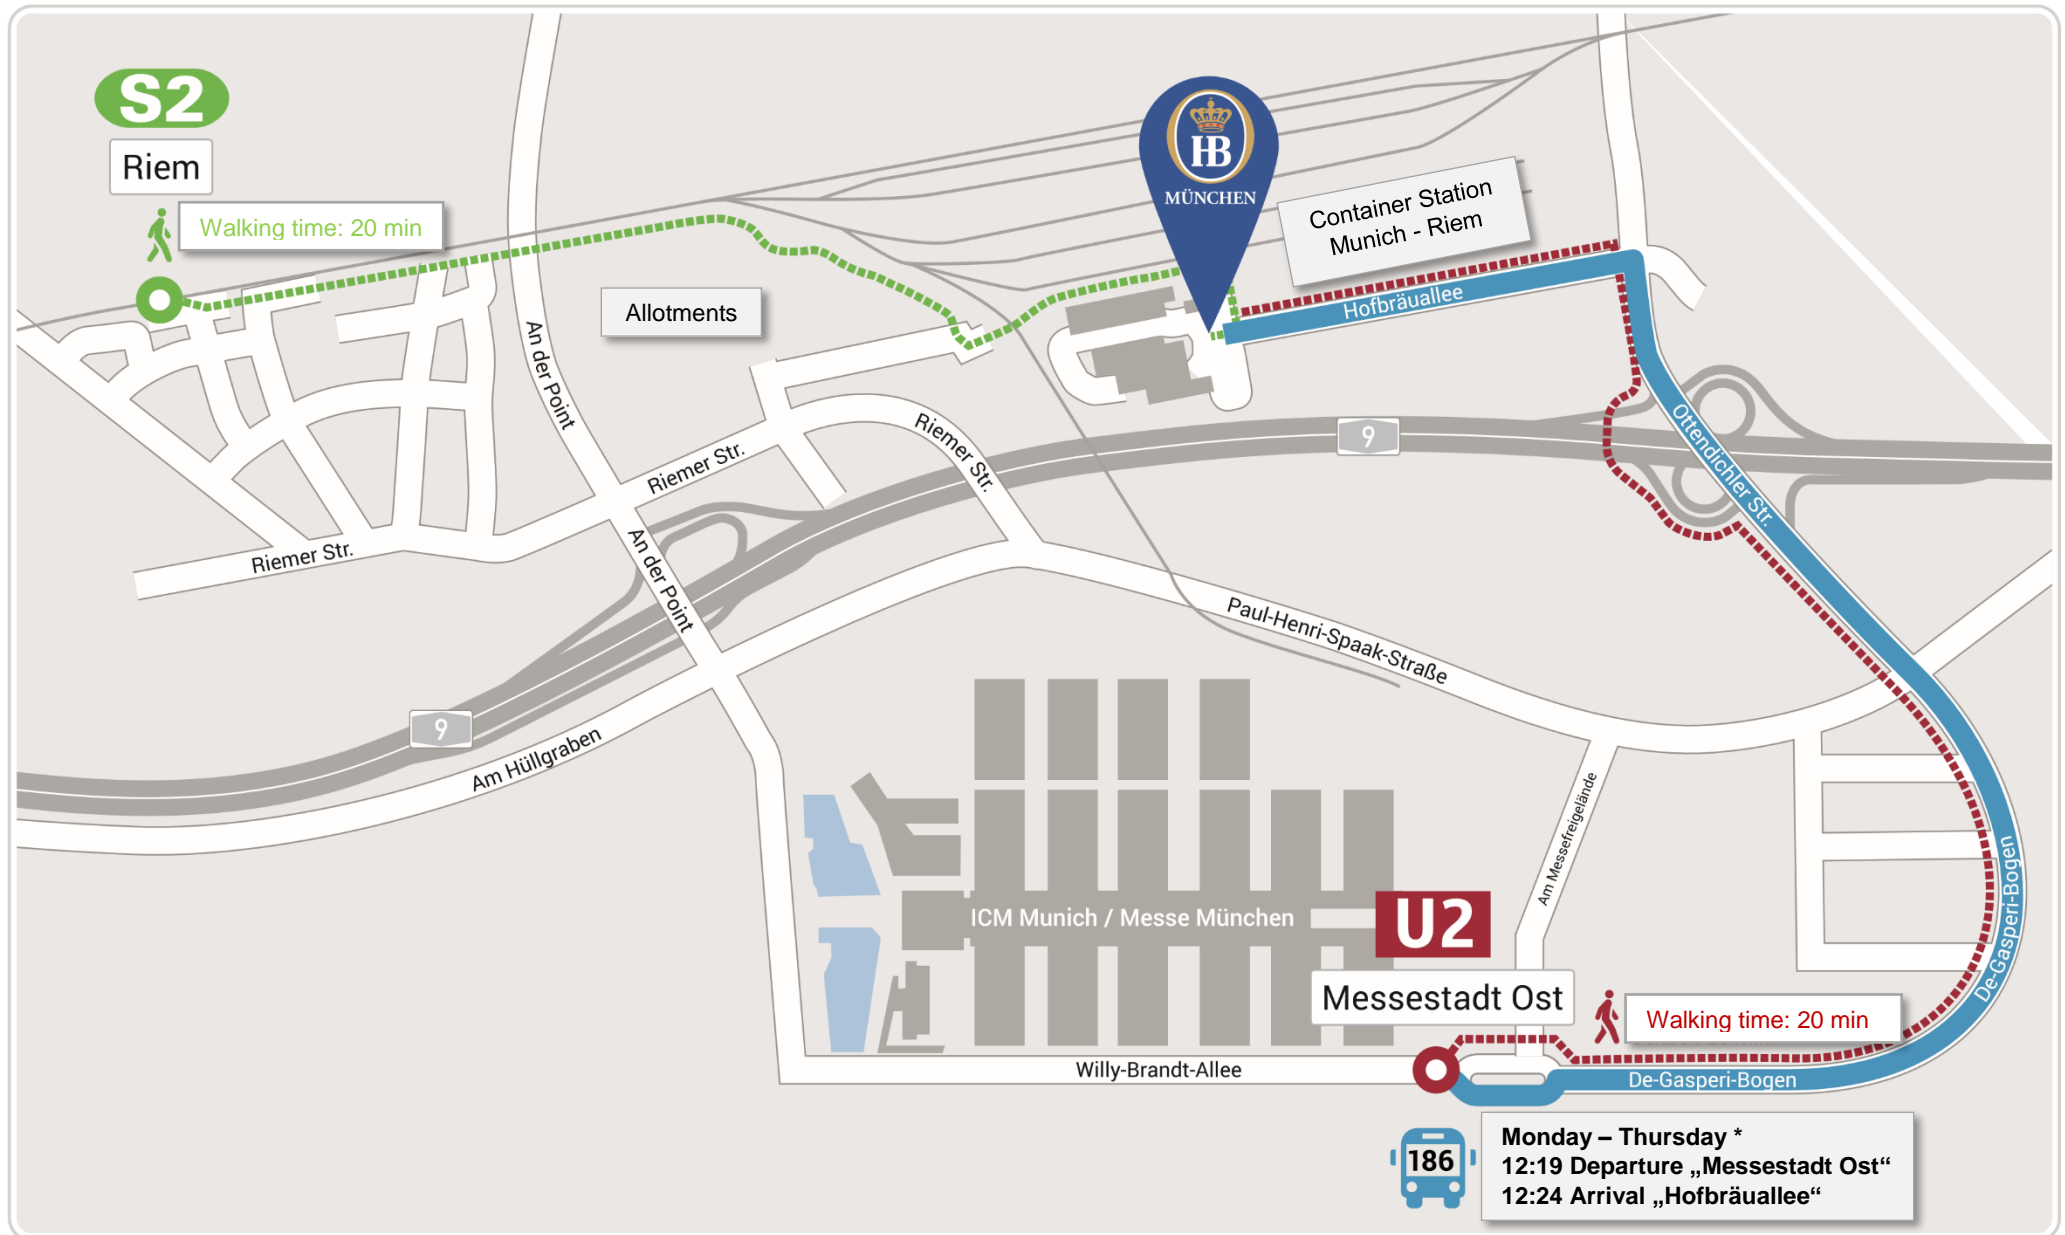 S2
Riem
Walking time: 20 min
HB
MÜNCHEN
Container Station
Munich - Riem
Hofbräuallee
Allotments
An der Point
Riemer Str.
Riemer Str.
9
Ottendichler Str.
Riemer Str.
An der Point
Paul-Henri-Spaak-Straße
9
Am Hüllgraben
Am Messefreigelände
De-Gasperi-Bogen
ICM Munich / Messe München
U2
Messestadt Ost
Walking time: 20 min
Willy-Brandt-Allee
De-Gasperi-Bogen
186
Monday – Thursday *
12:19 Departure „Messestadt Ost“
12:24 Arrival „Hofbräuallee“